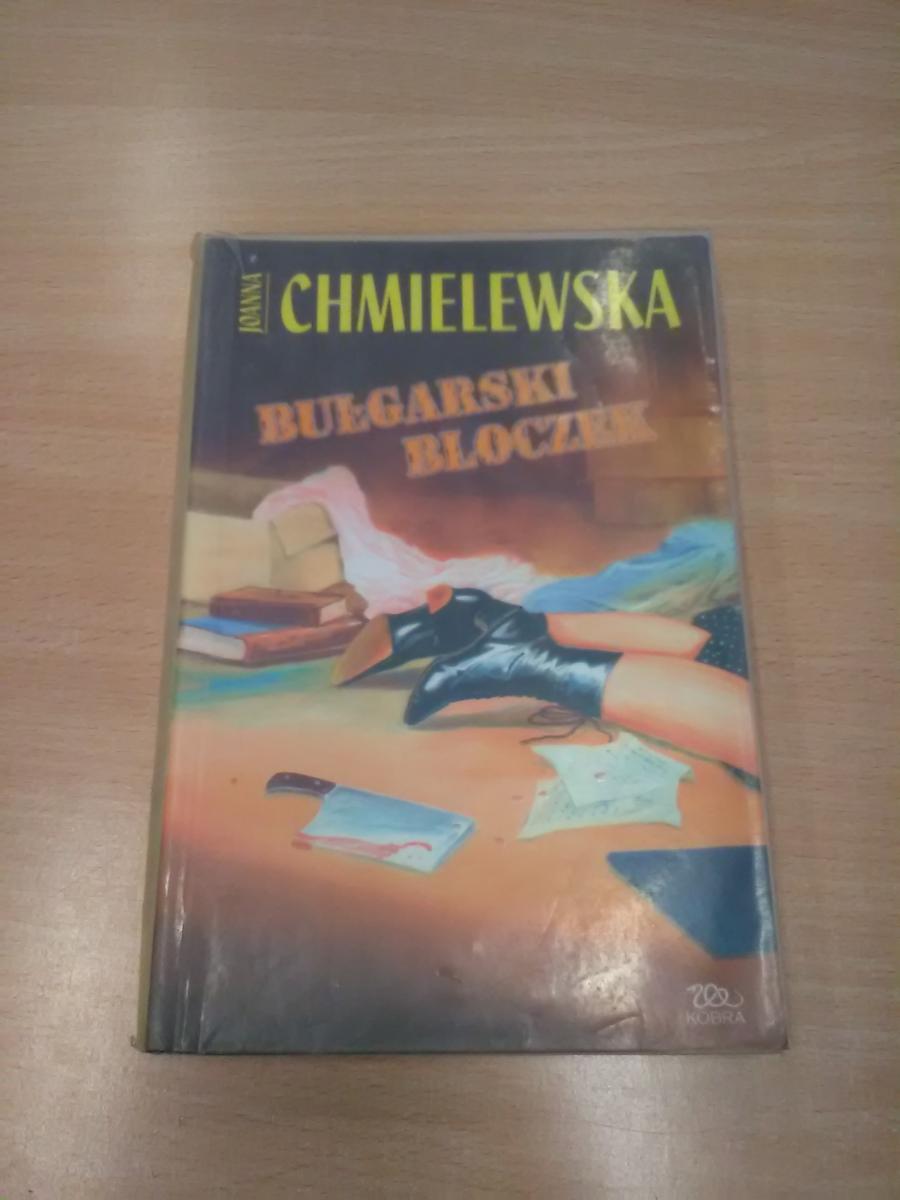 JOANNA
CHMIELEWSKA
BUŁGARSKI
BLOCZEK
KOBRA